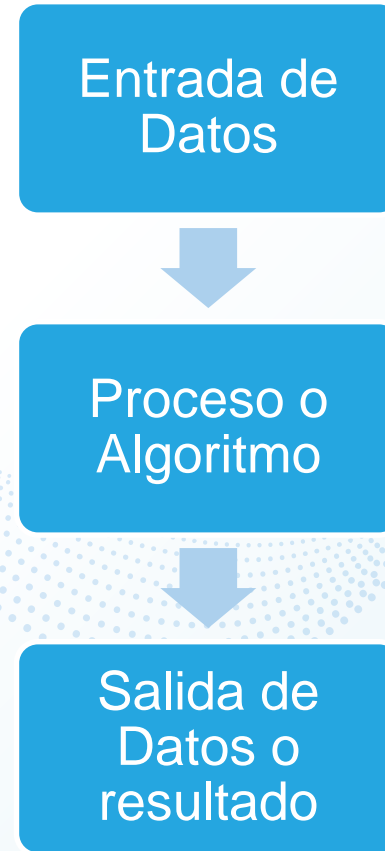 Entrada de
Datos
Proceso o
Algoritmo
Salida de
Datos o
resultado